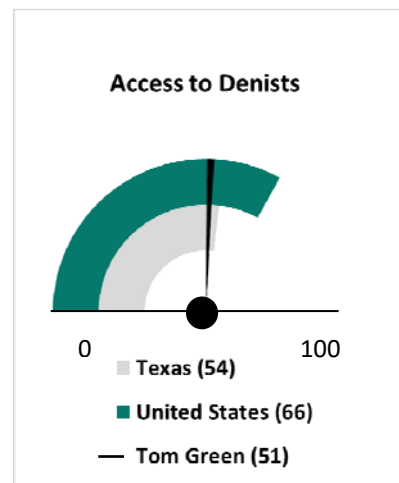 Access to Denists
0 100
Texas (54)
United States (66)
Tom Green (51)